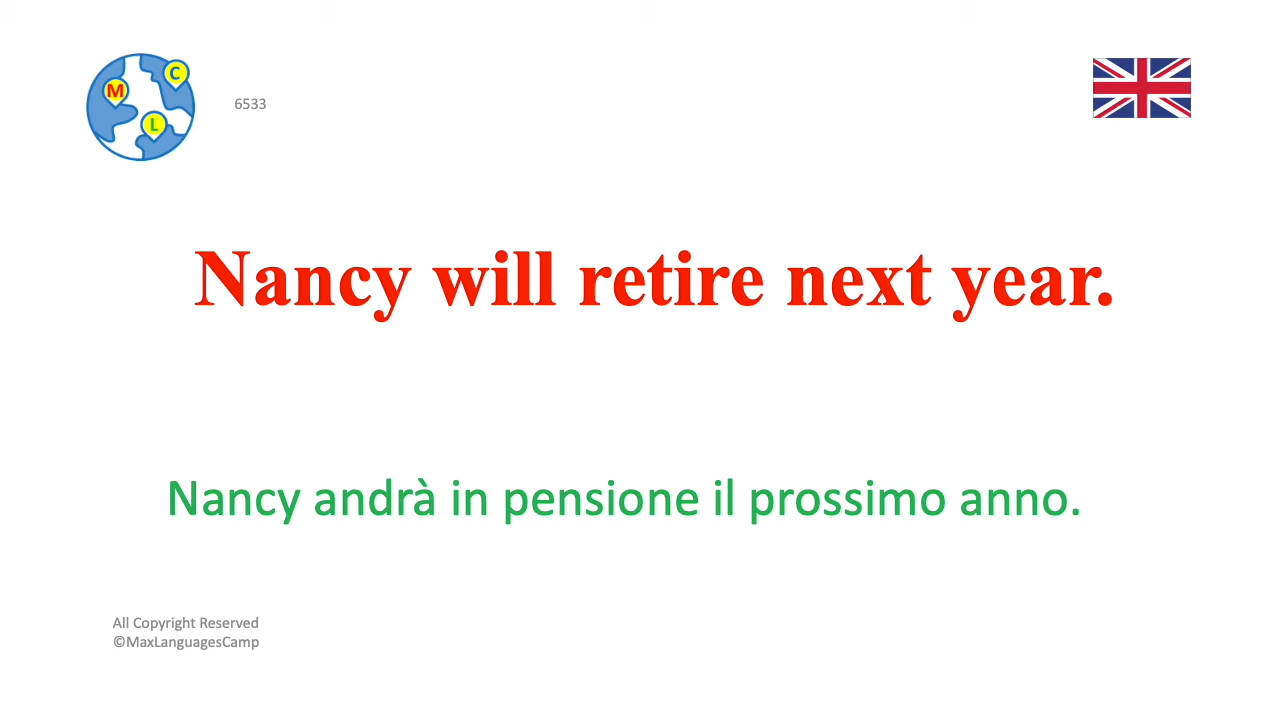 M
C
L
6533
Nancy will retire next year.
Nancy andrà in pensione il prossimo anno.
All Copyright Reserved
©MaxLanguagesCamp